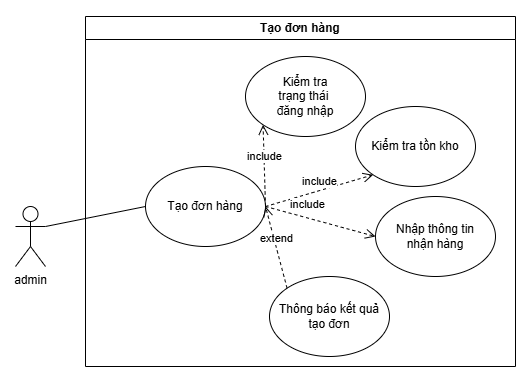 Tạo đơn hàng
Kiểm tra
trạng thái
đăng nhập
Kiểm tra tồn kho
include
include
include
Tạo đơn hàng
Nhập thông tin
nhận hàng
extend
admin
Thông báo kết quả
tạo đơn